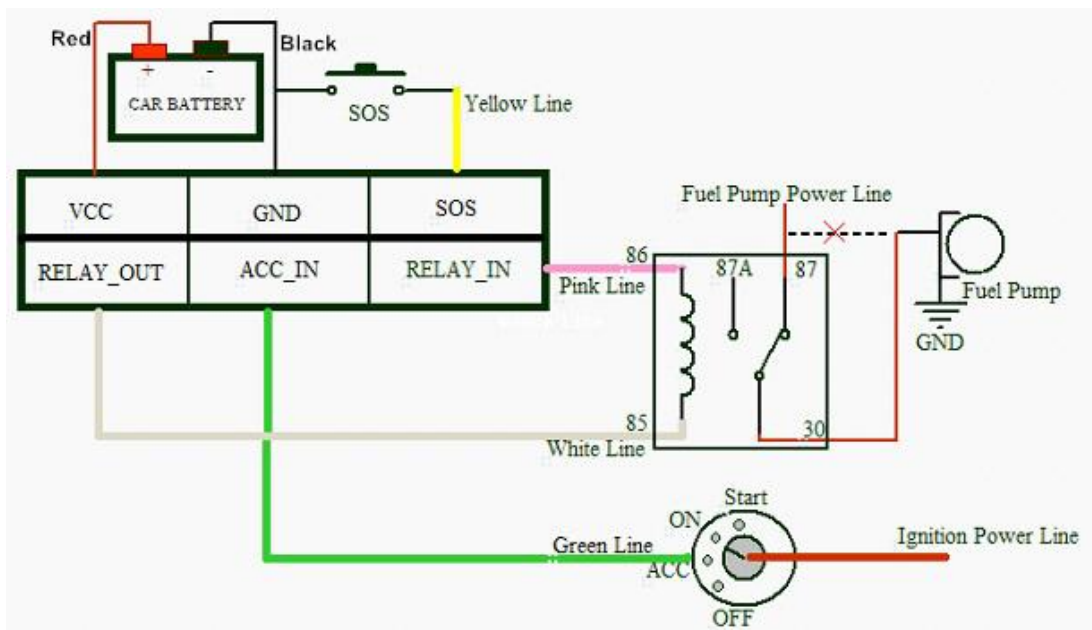 Red
Black
+
-
CAR BATTERY
SOS
Yellow Line
VCC
GND
SOS
RELAY_OUT
ACC_IN
RELAY_IN
Fuel Pump Power Line
86
87A
87
Pink Line
Fuel Pump
GND
85
30
White Line
Start
ON
Green Line
ACC
Ignition Power Line
OFF